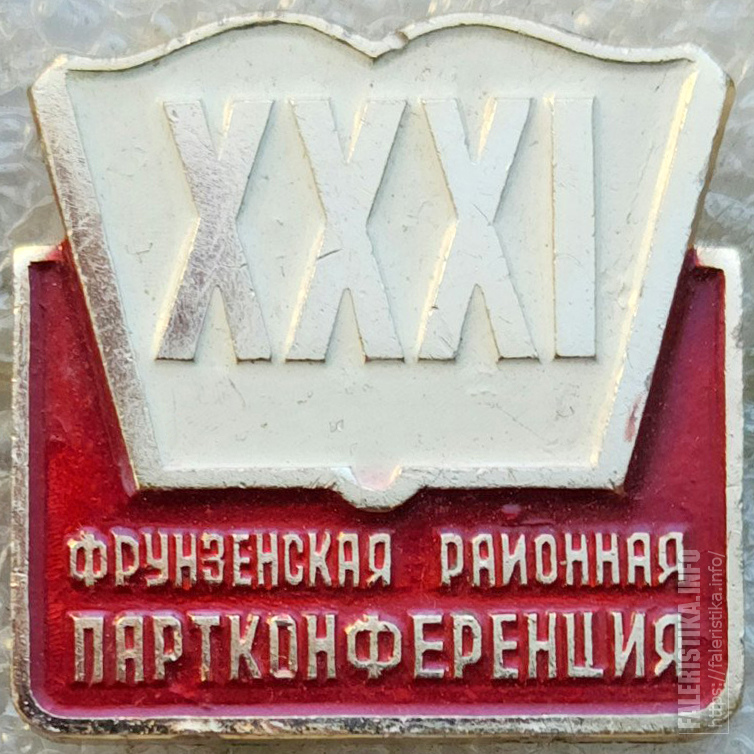 XXXI
ФРУНЗЕНСКАЯ РАЙОННАЯ
ПАРТКОНФЕРЕНЦИЯ
FALERISTIKA.INFO
https://faleristika.info/